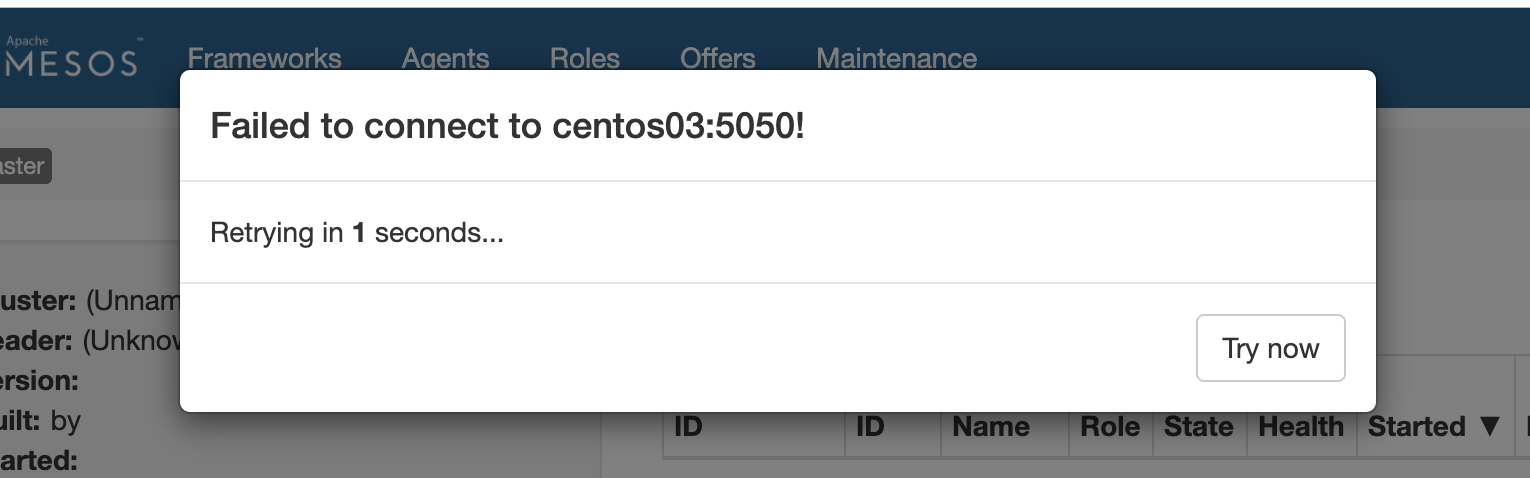 Apache
MESOS™
Frameworks Agents Roles Offers Maintenance
Failed to connect to centos03:5050!
aster
Retrying in 1 seconds...
uster: (Unnam
eader: (Unknow
ersion:
Try now
uilt: by
ID ID Name Role State Health Started ▼
arted: